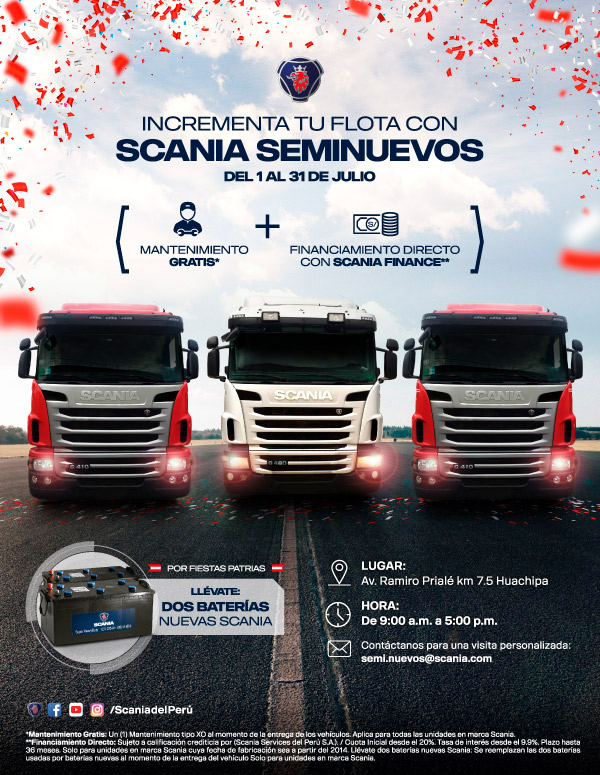 INCREMENTA TU FLOTA CON
SCANIA SEMINUEVOS
DEL 1 AL 31 DE JULIO
MANTENIMIENTO
GRATIS*
+
S/
FINANCIAMIENTO DIRECTO
CON SCANIA FINANCE**
SCANIA
SCANIA
SCANIA
G 410
G 460
G 410
POR FIESTAS PATRIAS
LLÉVATE:
DOS BATERÍAS
NUEVAS SCANIA
SCANIA
LUGAR:
Av. Ramiro Prialé km 7.5 Huachipa
HORA:
De 9:00 a.m. a 5:00 p.m.
Contáctanos para una visita personalizada:
semi.nuevos@scania.com
/ScaniadelPerú
*Mantenimiento Gratis: Un (1) Mantenimiento tipo XO al momento de la entrega de los vehículos. Aplica para todas las unidades en marca Scania.
**Financiamiento Directo: Sujeto a calificación crediticia por (Scania Services del Perú S.A.). / Cuota Inicial desde el 20%. Tasa de interés desde el 9.9%. Plazo hasta
36 meses. Solo para unidades en marca Scania cuya fecha de fabricación sea a partir del 2014. Llévate dos baterías nuevas Scania: Se reemplazan las dos baterías
usadas por baterías nuevas al momento de la entrega del vehículo Solo para unidades en marca Scania.